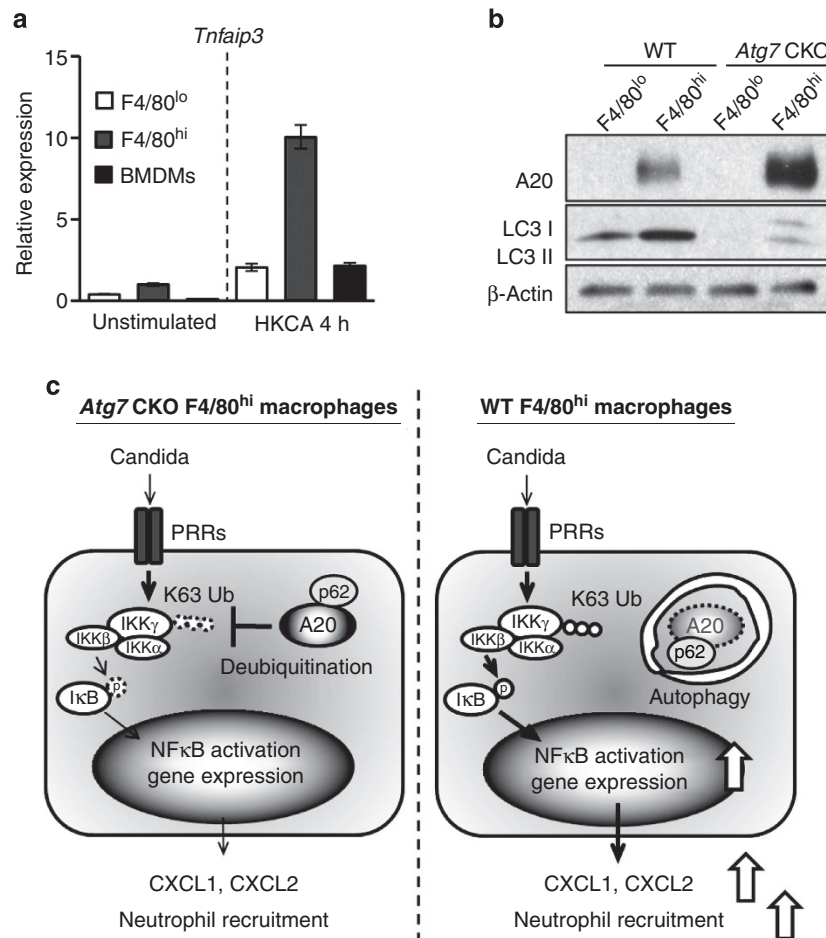 a
Tnfaip3
15
10
5
0
Relative expression
F4/80lo
F4/80hi
BMDMs
Unstimulated
HKCA 4 h
b
WT
Atg7 CKO
F4/80lo
F4/80hi
F4/80lo
F4/80hi
A20
LC3 I
LC3 II
β-Actin
c
Atg7 CKO F4/80hi macrophages
Candida
PRRs
K63 Ub
p62
IKKγ
A20
IKKβ
IKKα
Deubiquitination
p
IκB
NFκB activation
gene expression
CXCL1, CXCL2
Neutrophil recruitment
WT F4/80hi macrophages
Candida
PRRs
K63 Ub
IKKγ
A20
IKKβ
IKKα
p62
p
IκB
Autophagy
NFκB activation
gene expression
CXCL1, CXCL2
Neutrophil recruitment